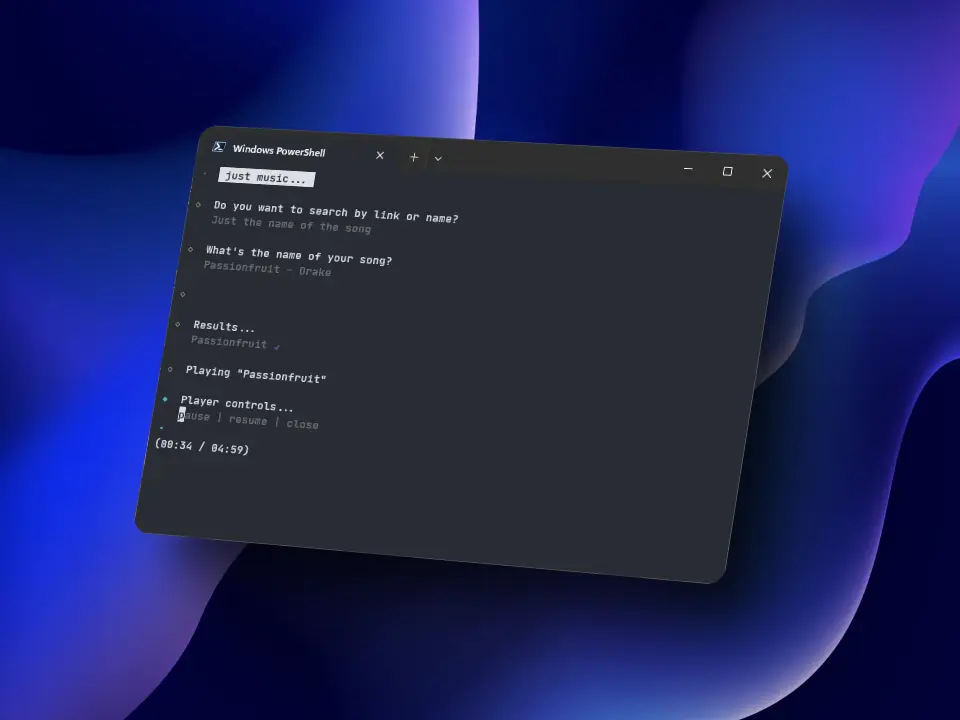 Windows PowerShell
just music...
Do you want to search by link or name?
Just the name of the song
What's the name of your song?
Passionfruit - Drake
Results...
Passionfruit ✓
Playing "Passionfruit"
Player controls...
pause | resume | close
(00:34 / 04:59)